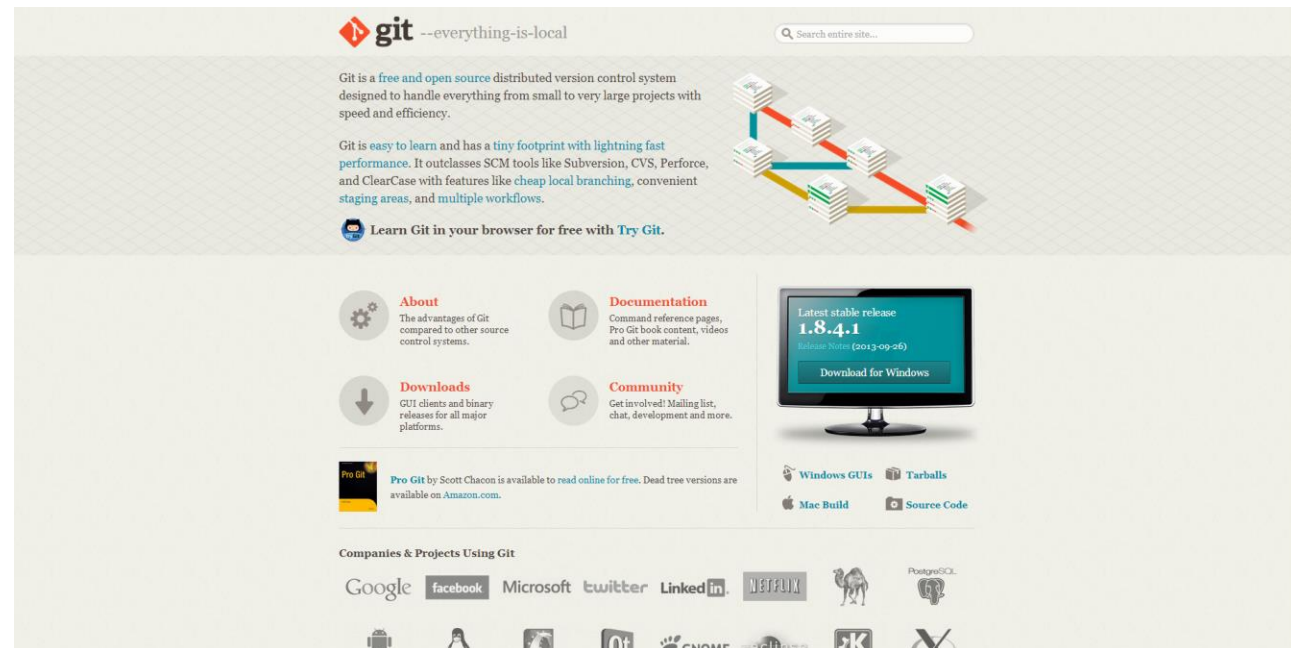 git --everything-is-local
Search entire site...
Git is a free and open source distributed version control system
designed to handle everything from small to very large projects with
speed and efficiency.
Git is easy to learn and has a tiny footprint with lightning fast
performance. It outclasses SCM tools like Subversion, CVS, Perforce,
and ClearCase with features like cheap local branching, convenient
staging areas, and multiple workflows.
Learn Git in your browser for free with Try Git.
About
The advantages of Git
compared to other source
control systems.
Documentation
Command reference pages,
Pro Git book content, videos
and other material.
Downloads
GUI clients and binary
releases for all major
platforms.
Community
Get involved! Mailing list,
chat, development and more.
Pro Git
Pro Git by Scott Chacon is available to read online for free. Dead tree versions are
available on Amazon.com.
Latest stable release
1.8.4.1
Release Notes (2013-09-26)
Download for Windows
Windows GUIs
Tarballs
Mac Build
Source Code
Companies & Projects Using Git
Google facebook Microsoft twitter Linked in. NETFLIX PostgreSQL
Qt GNOME